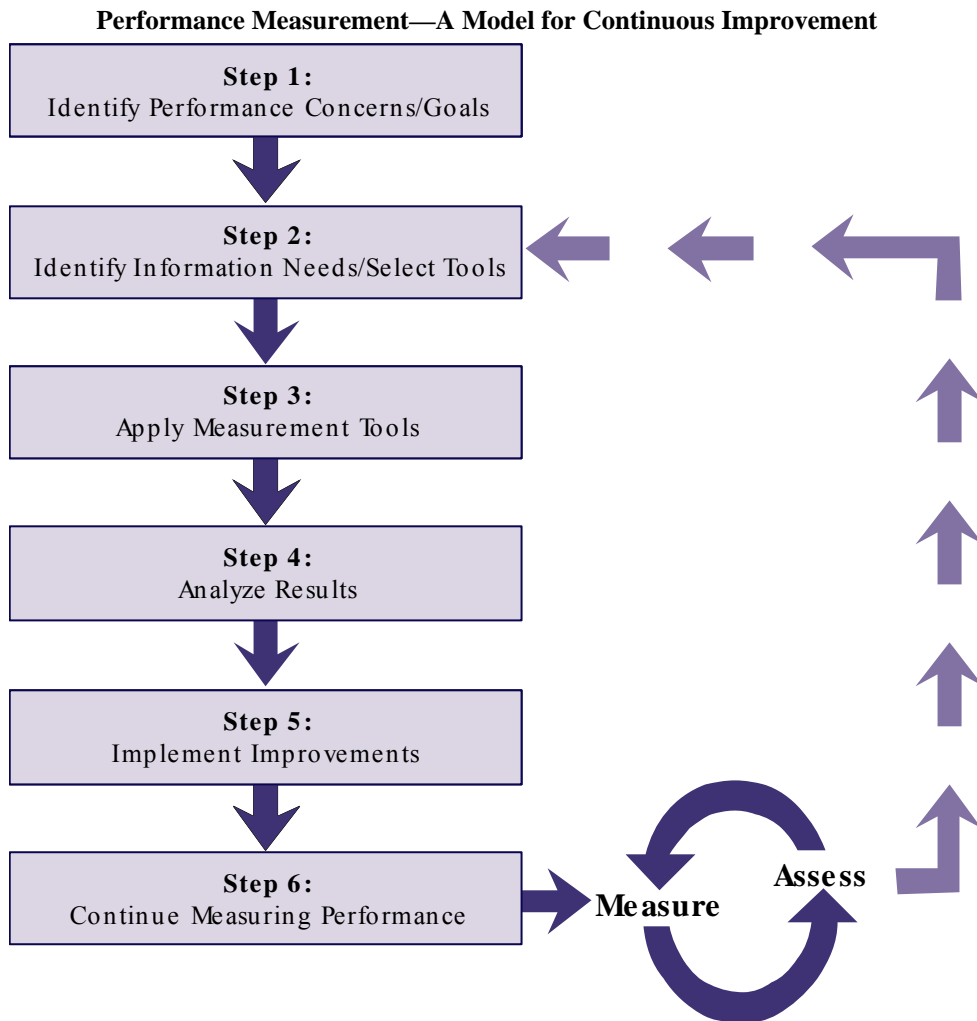 Performance Measurement—A Model for Continuous Improvement
Step 1:
Identify Performance Concerns/Goals
Step 2:
Identify Information Needs/Select Tools
Step 3:
Apply Measurement Tools
Step 4:
Analyze Results
Step 5:
Implement Improvements
Step 6:
Continue Measuring Performance
Measure
Assess